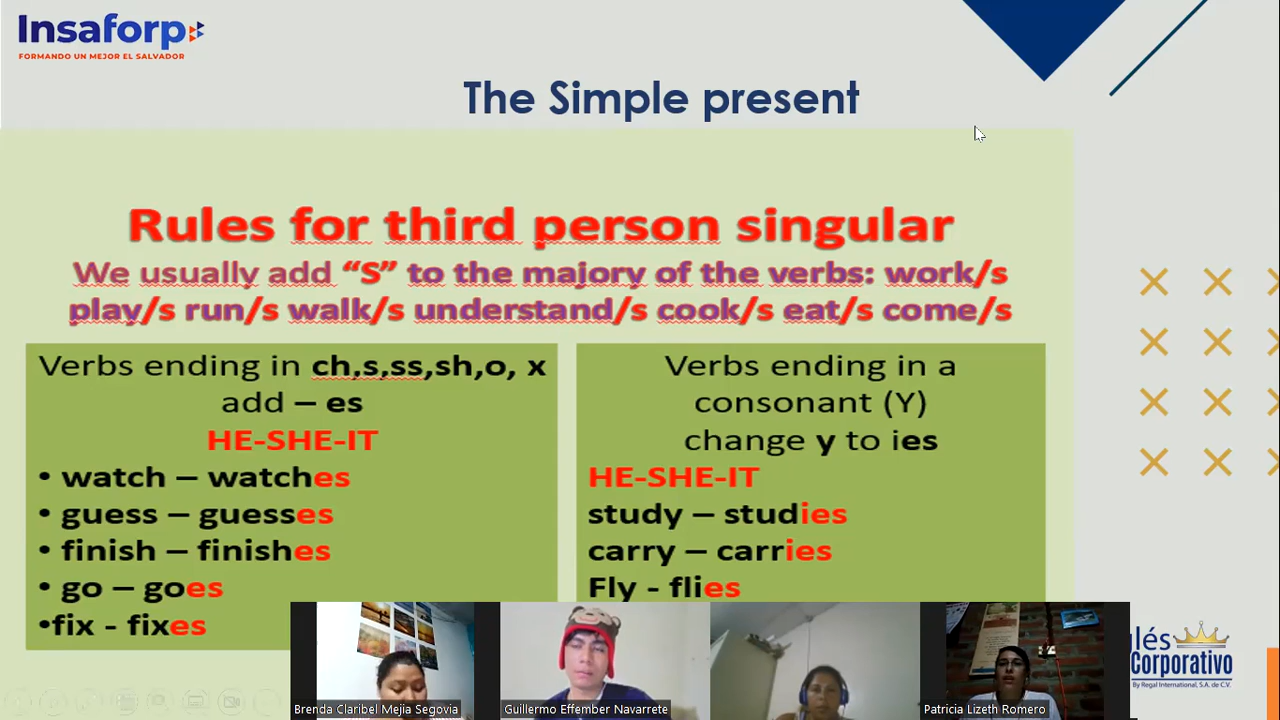 Insaforp
FORMANDO UN MEJOR EL SALVADOR
The Simple present
Rules for third person singular
We usually add “S” to the majory of the verbs: work/s
play/s run/s walk/s understand/s cook/s eat/s come/s
Verbs ending in ch,s,ss,sh,o, x
add – es
HE-SHE-IT
• watch – watches
• guess – guesses
• finish – finishes
• go – goes
•fix - fixes
Verbs ending in a
consonant (Y)
change y to ies
HE-SHE-IT
study – studies
carry – carries
Fly - flies
lés
Corporativo
By Regal International, S.A. de C.V.
Brenda Claribel Mejia Segovia
Guillermo Effember Navarrete
Patricia Lizeth Romero